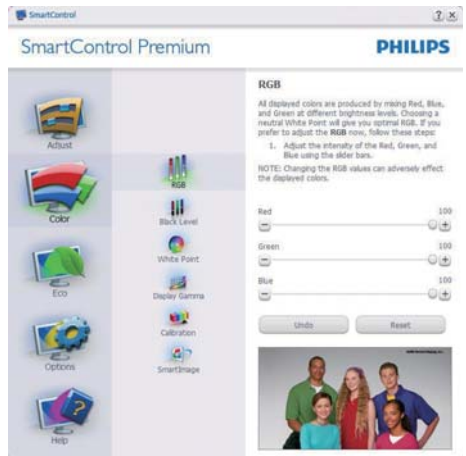 SmartControl
SmartControl Premium
PHILIPS
Adjust
Color
Eco
Options
Help
RGB
Black Level
White Point
Display Gamma
Calibration
SmartImage
RGB
All displayed colors are produced by mixing Red, Blue,
and Green at different brightness levels. Choosing a
neutral White Point will give you optimal RGB. If you
prefer to adjust the RGB now, follow these steps:
1. Adjust the intensity of the Red, Green, and
Blue using the slider bars.
NOTE: Changing the RGB values can adversely effect
the displayed colors.
Red 100
Green 100
Blue 100
Undo Reset